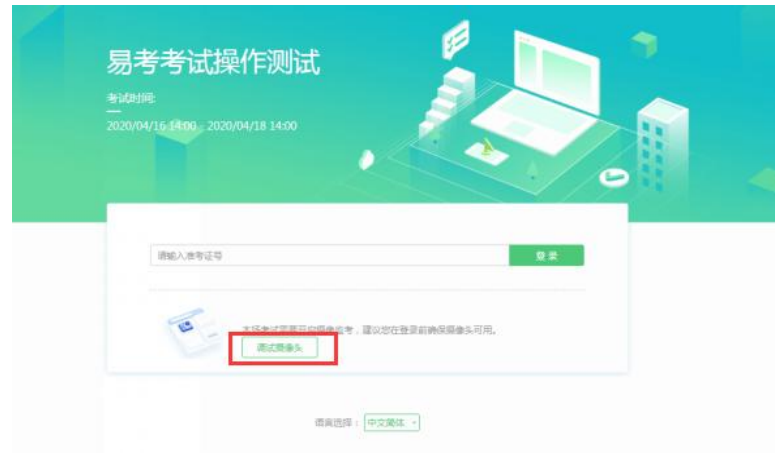 易考考试操作测试
考试时间:
2020/04/16 14:00 - 2020/04/18 14:00
请输入准考证号
登录
本场考试需要开启摄像监考，建议您在登录前确保摄像头可用。
调试摄像头
语言选择：
中文简体